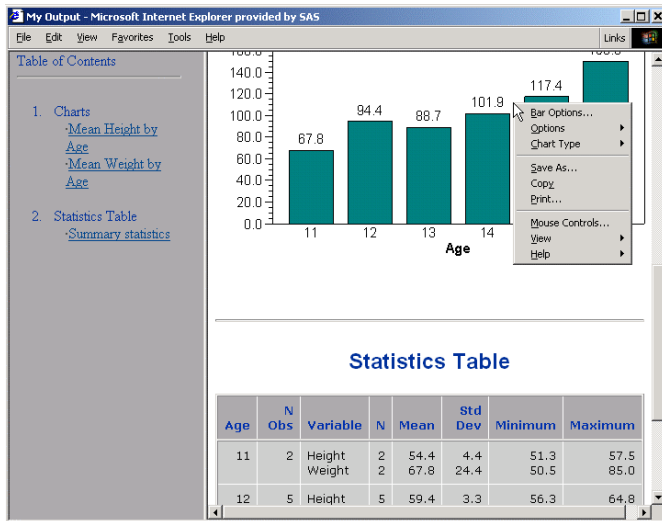 My Output - Microsoft Internet Explorer provided by SAS
File Edit View Favorites Tools Help Links
Table of Contents
1. Charts
·Mean Height by
Age
·Mean Weight by
Age
2. Statistics Table
·Summary statistics
140.0
120.0
100.0
80.0
60.0
40.0
20.0
0.0
67.8
94.4
88.7
101.9
117.4
11 12 13 14
Age
Bar Options...
Options
Chart Type
Save As...
Copy
Print...
Mouse Controls...
View
Help
Statistics Table
Age N Obs Variable N Mean Std Dev Minimum Maximum
11 2 Height 2 54.4 4.4 51.3 57.5
Weight 2 67.8 24.4 50.5 85.0
12 5 Height 5 59.4 3.3 56.3 64.8